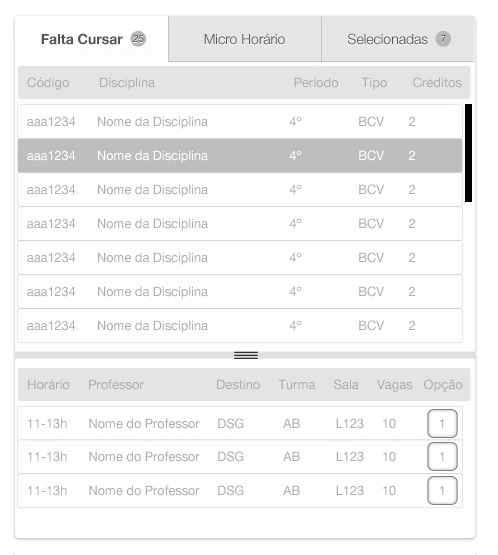 Falta Cursar 25 Micro Horário Selecionadas 7
Código Disciplina Período Tipo Créditos
aaa1234 Nome da Disciplina 4º BCV 2
aaa1234 Nome da Disciplina 4º BCV 2
aaa1234 Nome da Disciplina 4º BCV 2
aaa1234 Nome da Disciplina 4º BCV 2
aaa1234 Nome da Disciplina 4º BCV 2
aaa1234 Nome da Disciplina 4º BCV 2
aaa1234 Nome da Disciplina 4º BCV 2
Horário Professor Destino Turma Sala Vagas Opção
11-13h Nome do Professor DSG AB L123 10 1
11-13h Nome do Professor DSG AB L123 10 1
11-13h Nome do Professor DSG AB L123 10 1